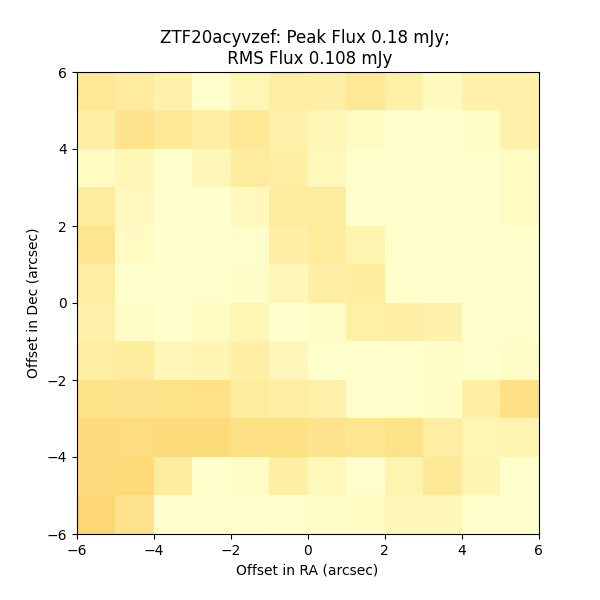 ZTF20acyvzef: Peak Flux 0.18 mJy;
RMS Flux 0.108 mJy
6
4
2
0
−2
−4
−6
Offset in Dec (arcsec)
−6 −4 −2 0 2 4 6
Offset in RA (arcsec)